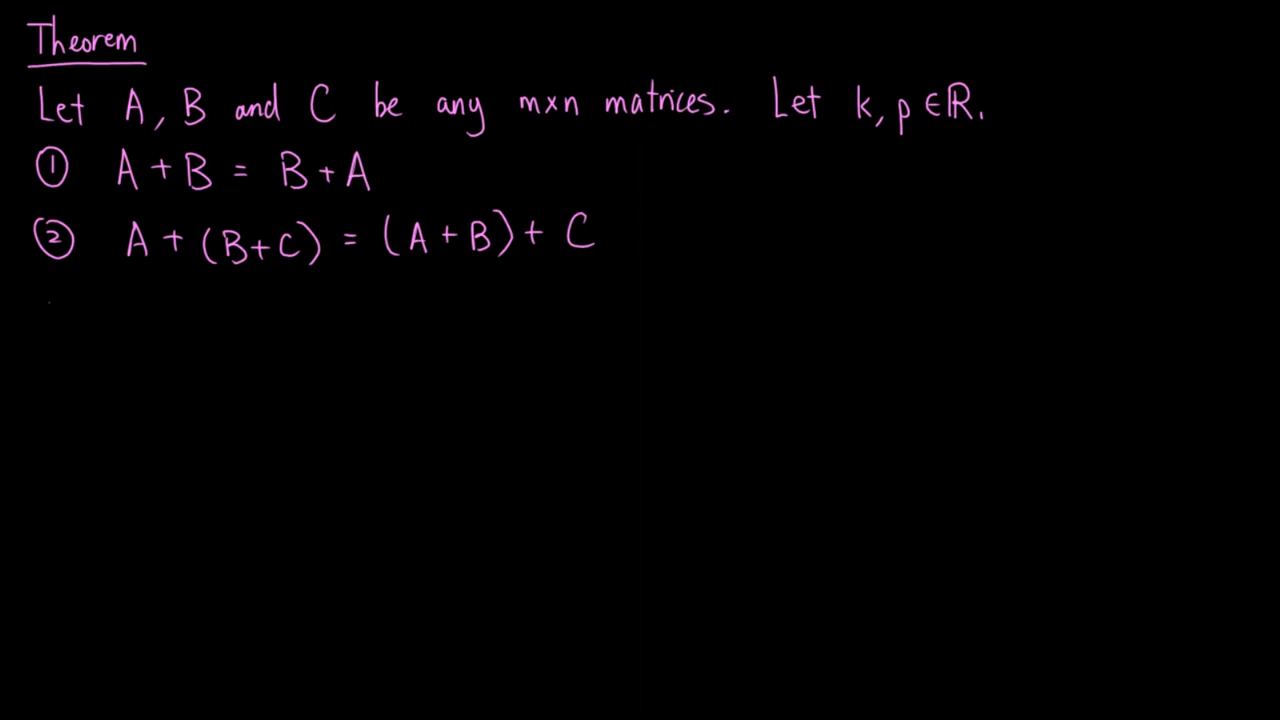 Theorem
Let A, B and C be any m×n matrices. Let k, p ∈ ℝ.
① A + B = B + A
② A + (B+C) = (A + B) + C